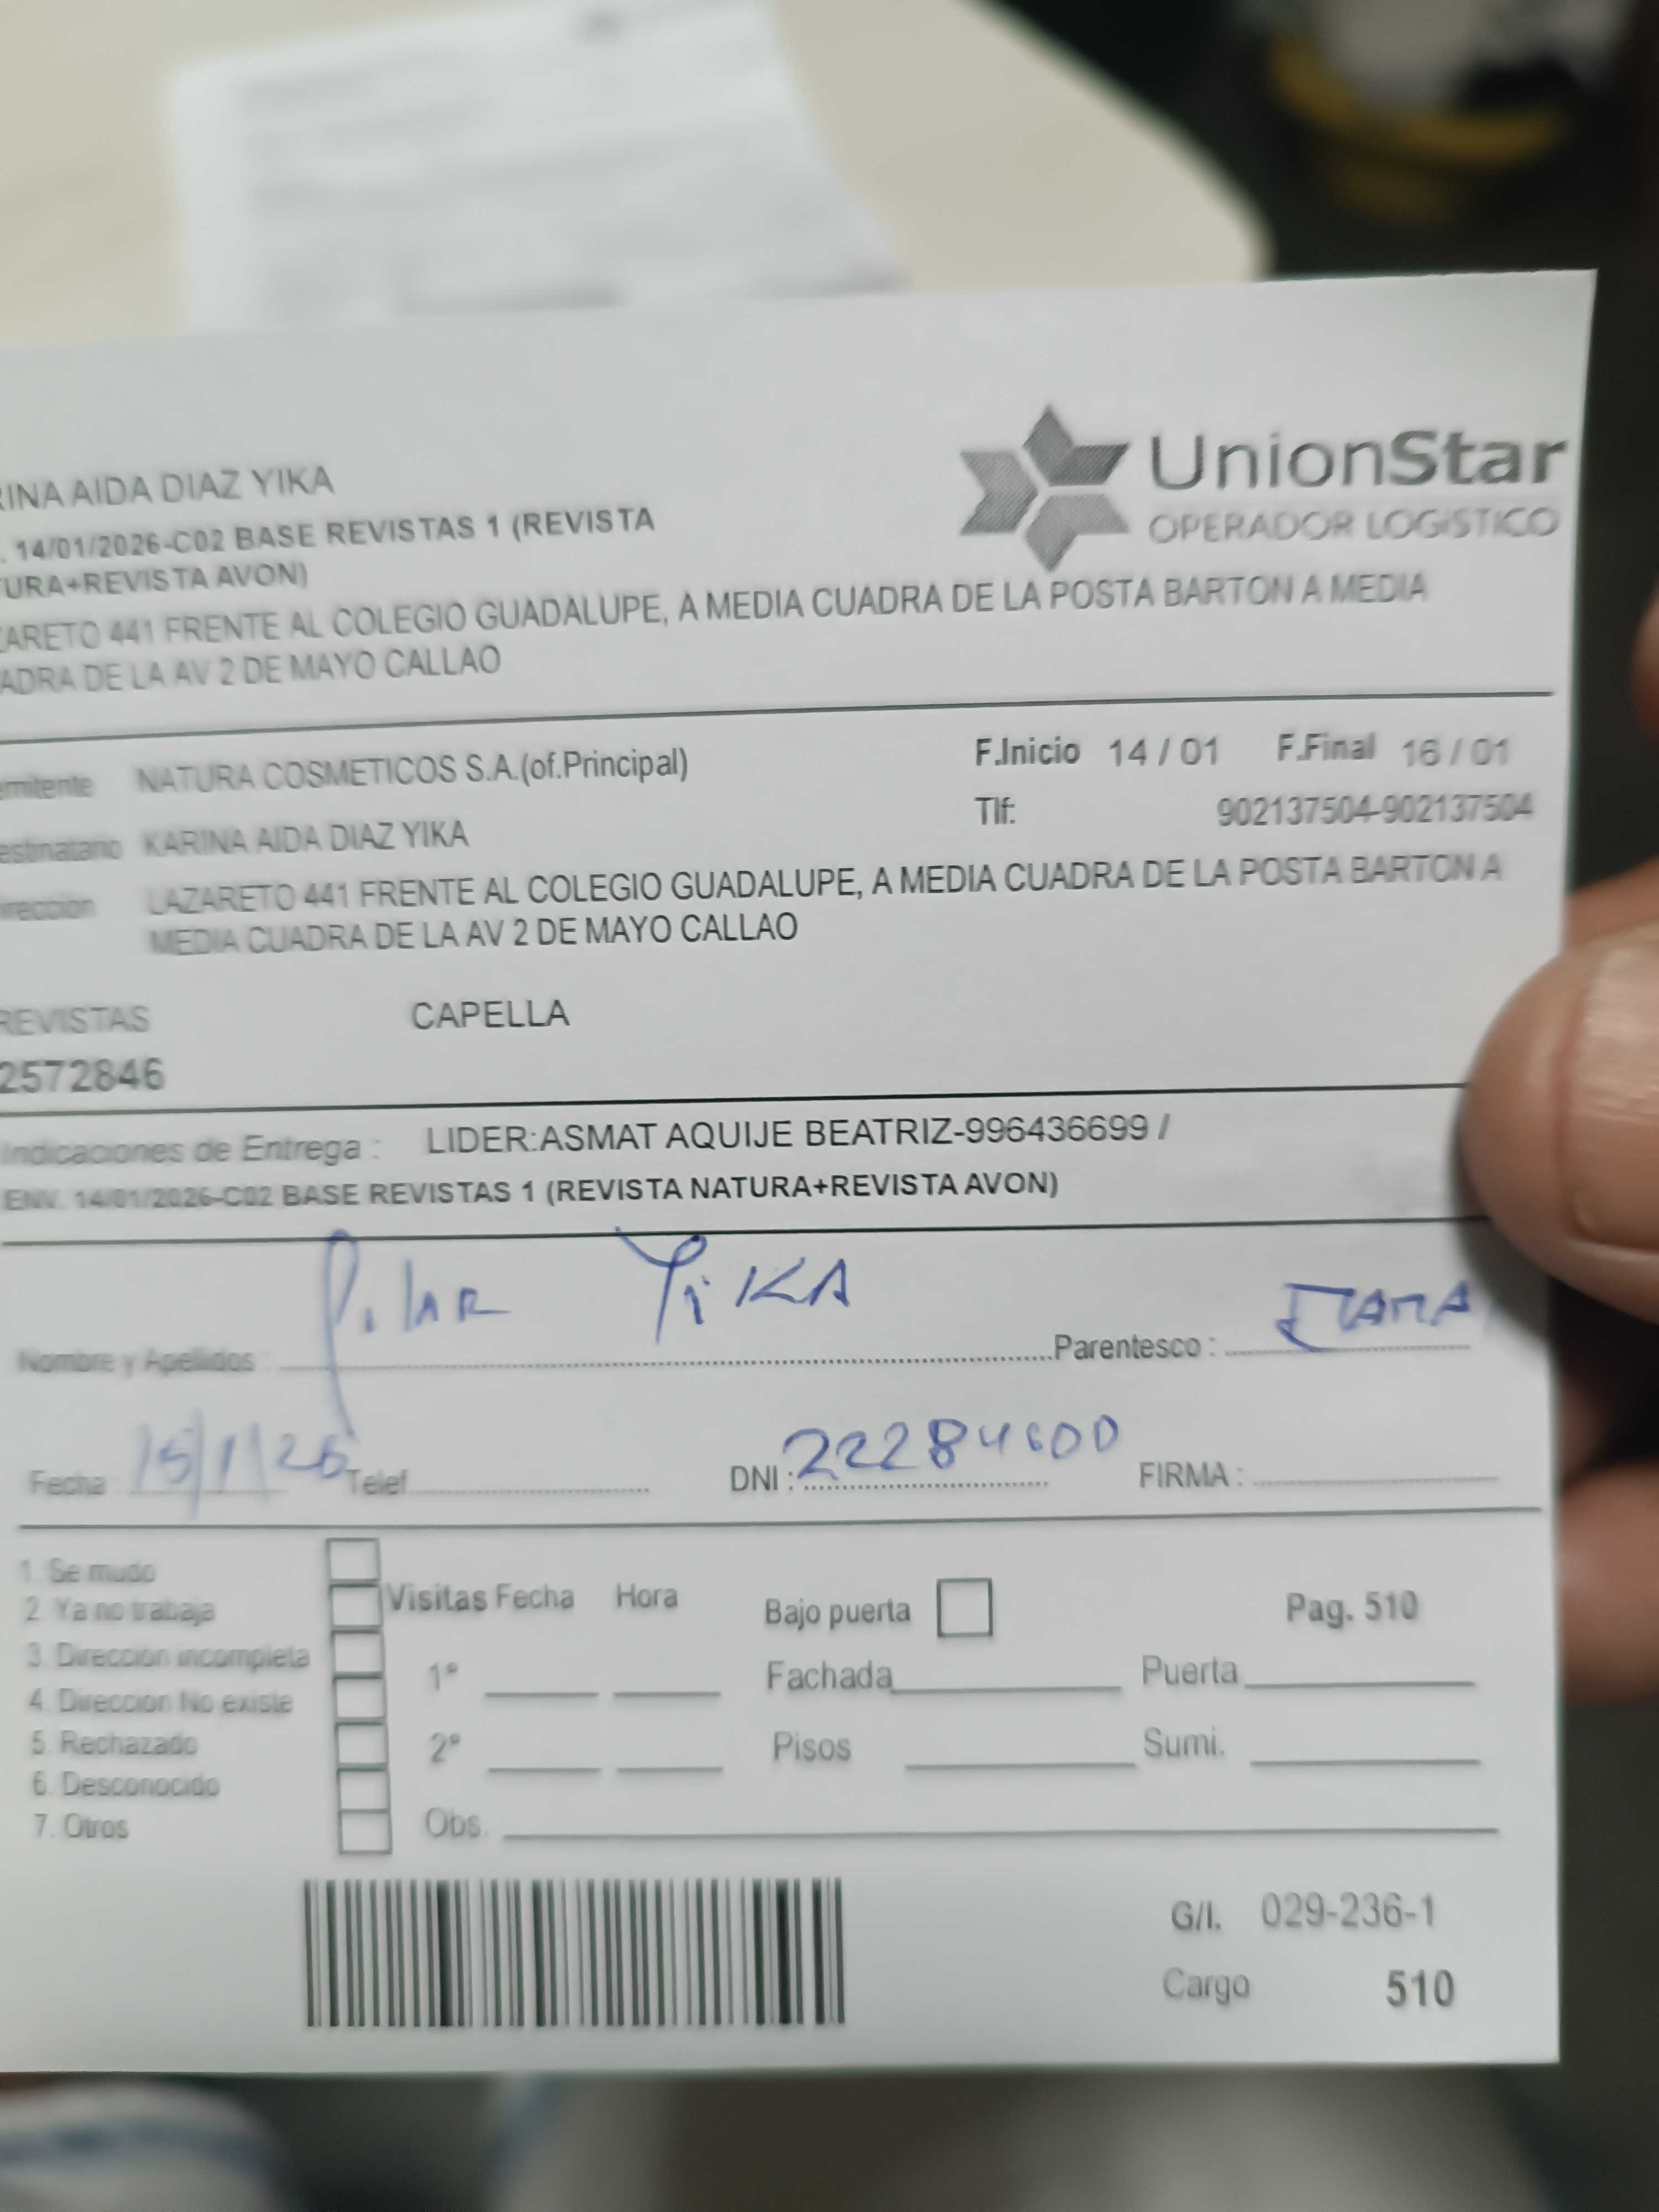 RINA AIDA DIAZ YIKA
UnionStar
OPERADOR LOGISTICO
. 14/01/2026-C02 BASE REVISTAS 1 (REVISTA
TURA+REVISTA AVON)
ZARETO 441 FRENTE AL COLEGIO GUADALUPE, A MEDIA CUADRA DE LA POSTA BARTON A MEDIA
ADRA DE LA AV 2 DE MAYO CALLAO
emitente NATURA COSMETICOS S.A.(of.Principal) F.Inicio 14 / 01 F.Final 16 / 01
Tlf: 902137504-902137504
estinatario KARINA AIDA DIAZ YIKA
ireccion LAZARETO 441 FRENTE AL COLEGIO GUADALUPE, A MEDIA CUADRA DE LA POSTA BARTON A
MEDIA CUADRA DE LA AV 2 DE MAYO CALLAO
REVISTAS CAPELLA
2572846
Indicaciones de Entrega : LIDER:ASMAT AQUIJE BEATRIZ-996436699 /
ENV. 14/01/2026-C02 BASE REVISTAS 1 (REVISTA NATURA+REVISTA AVON)
Nombre y Apellidos : Pilar YiKA Parentesco :
Fecha 15/1/26 Telef DNI : 22284600 FIRMA :
1. Se mudo
2. Ya no trabaja Visitas Fecha Hora Bajo puerta Pag. 510
3. Direccion incompleta
4. Direccion No existe 1° Fachada Puerta
5. Rechazado 2° Pisos Sumi.
6. Desconocido
7. Otros Obs.
G/I. 029-236-1
Cargo 510